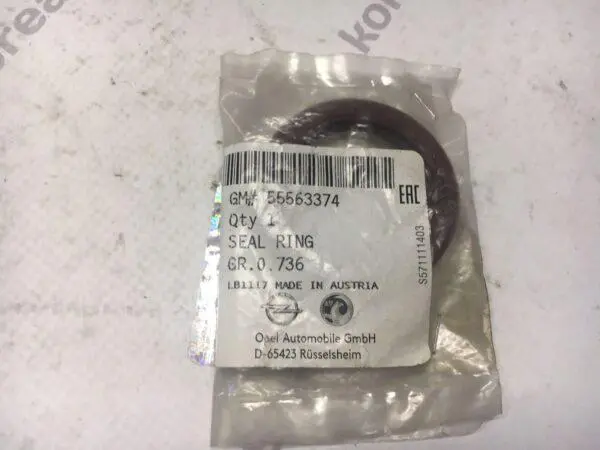 GM# 55563374
Qty 1
SEAL RING
GR.0.736
LB1117 MADE IN AUSTRIA
Opel Automobile GmbH
D-65423 Rüsselsheim
EAC
S571111403
korea